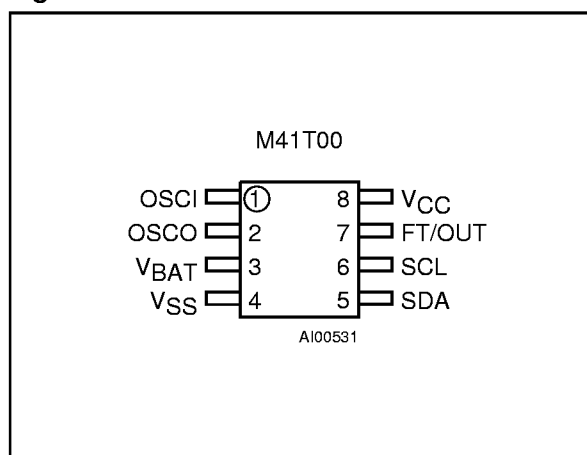 M41T00
OSCI 1 8 VCC
OSCO 2 7 FT/OUT
VBAT 3 6 SCL
VSS 4 5 SDA
AI00531